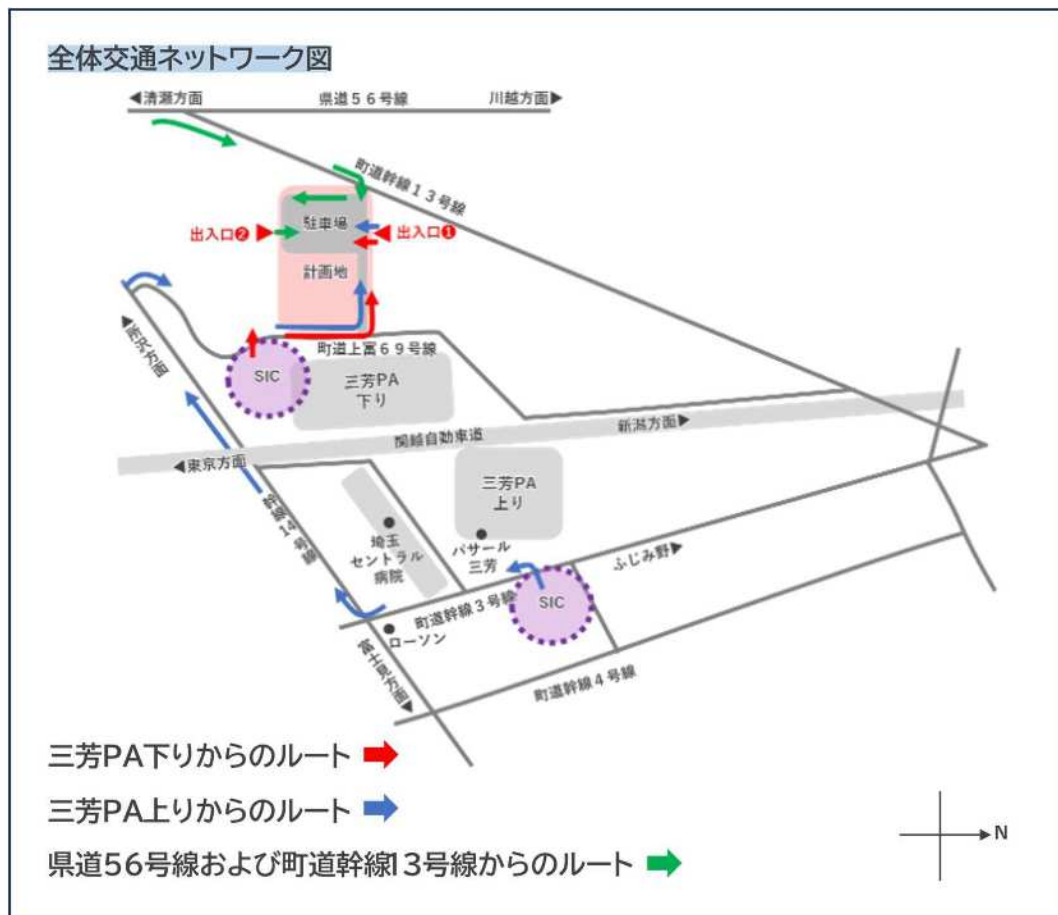 全体交通ネットワーク図
◀清瀬方面
県道56号線
川越方面▶
町道幹線13号線
駐車場
出入口❷
出入口❶
計画地
◀所沢方面
町道上富69号線
SIC
三芳PA
下り
関越自動車道
新潟方面▶
◀東京方面
三芳PA
上り
幹線14号線
埼玉
セントラル
病院
パサール
三芳
ふじみ野▶
町道幹線3号線
SIC
ローソン
富士見方面▶
町道幹線4号線
三芳PA下りからのルート
三芳PA上りからのルート
県道56号線および町道幹線13号線からのルート
N